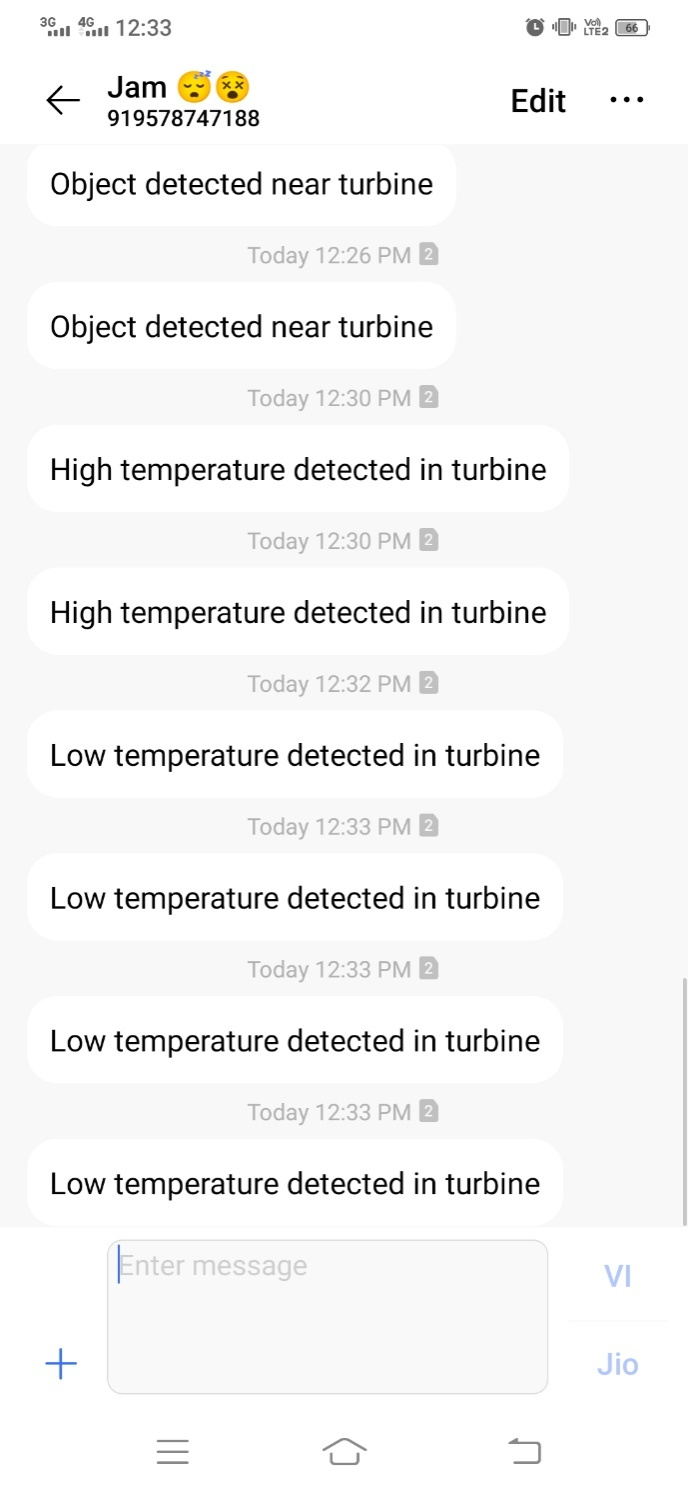 3G 4G 12:33 Vo) LTE2 66
Jam 😴😵
919578747188
Edit
Object detected near turbine
Today 12:26 PM 2
Object detected near turbine
Today 12:30 PM 2
High temperature detected in turbine
Today 12:30 PM 2
High temperature detected in turbine
Today 12:32 PM 2
Low temperature detected in turbine
Today 12:33 PM 2
Low temperature detected in turbine
Today 12:33 PM 2
Low temperature detected in turbine
Today 12:33 PM 2
Low temperature detected in turbine
Enter message
VI
Jio